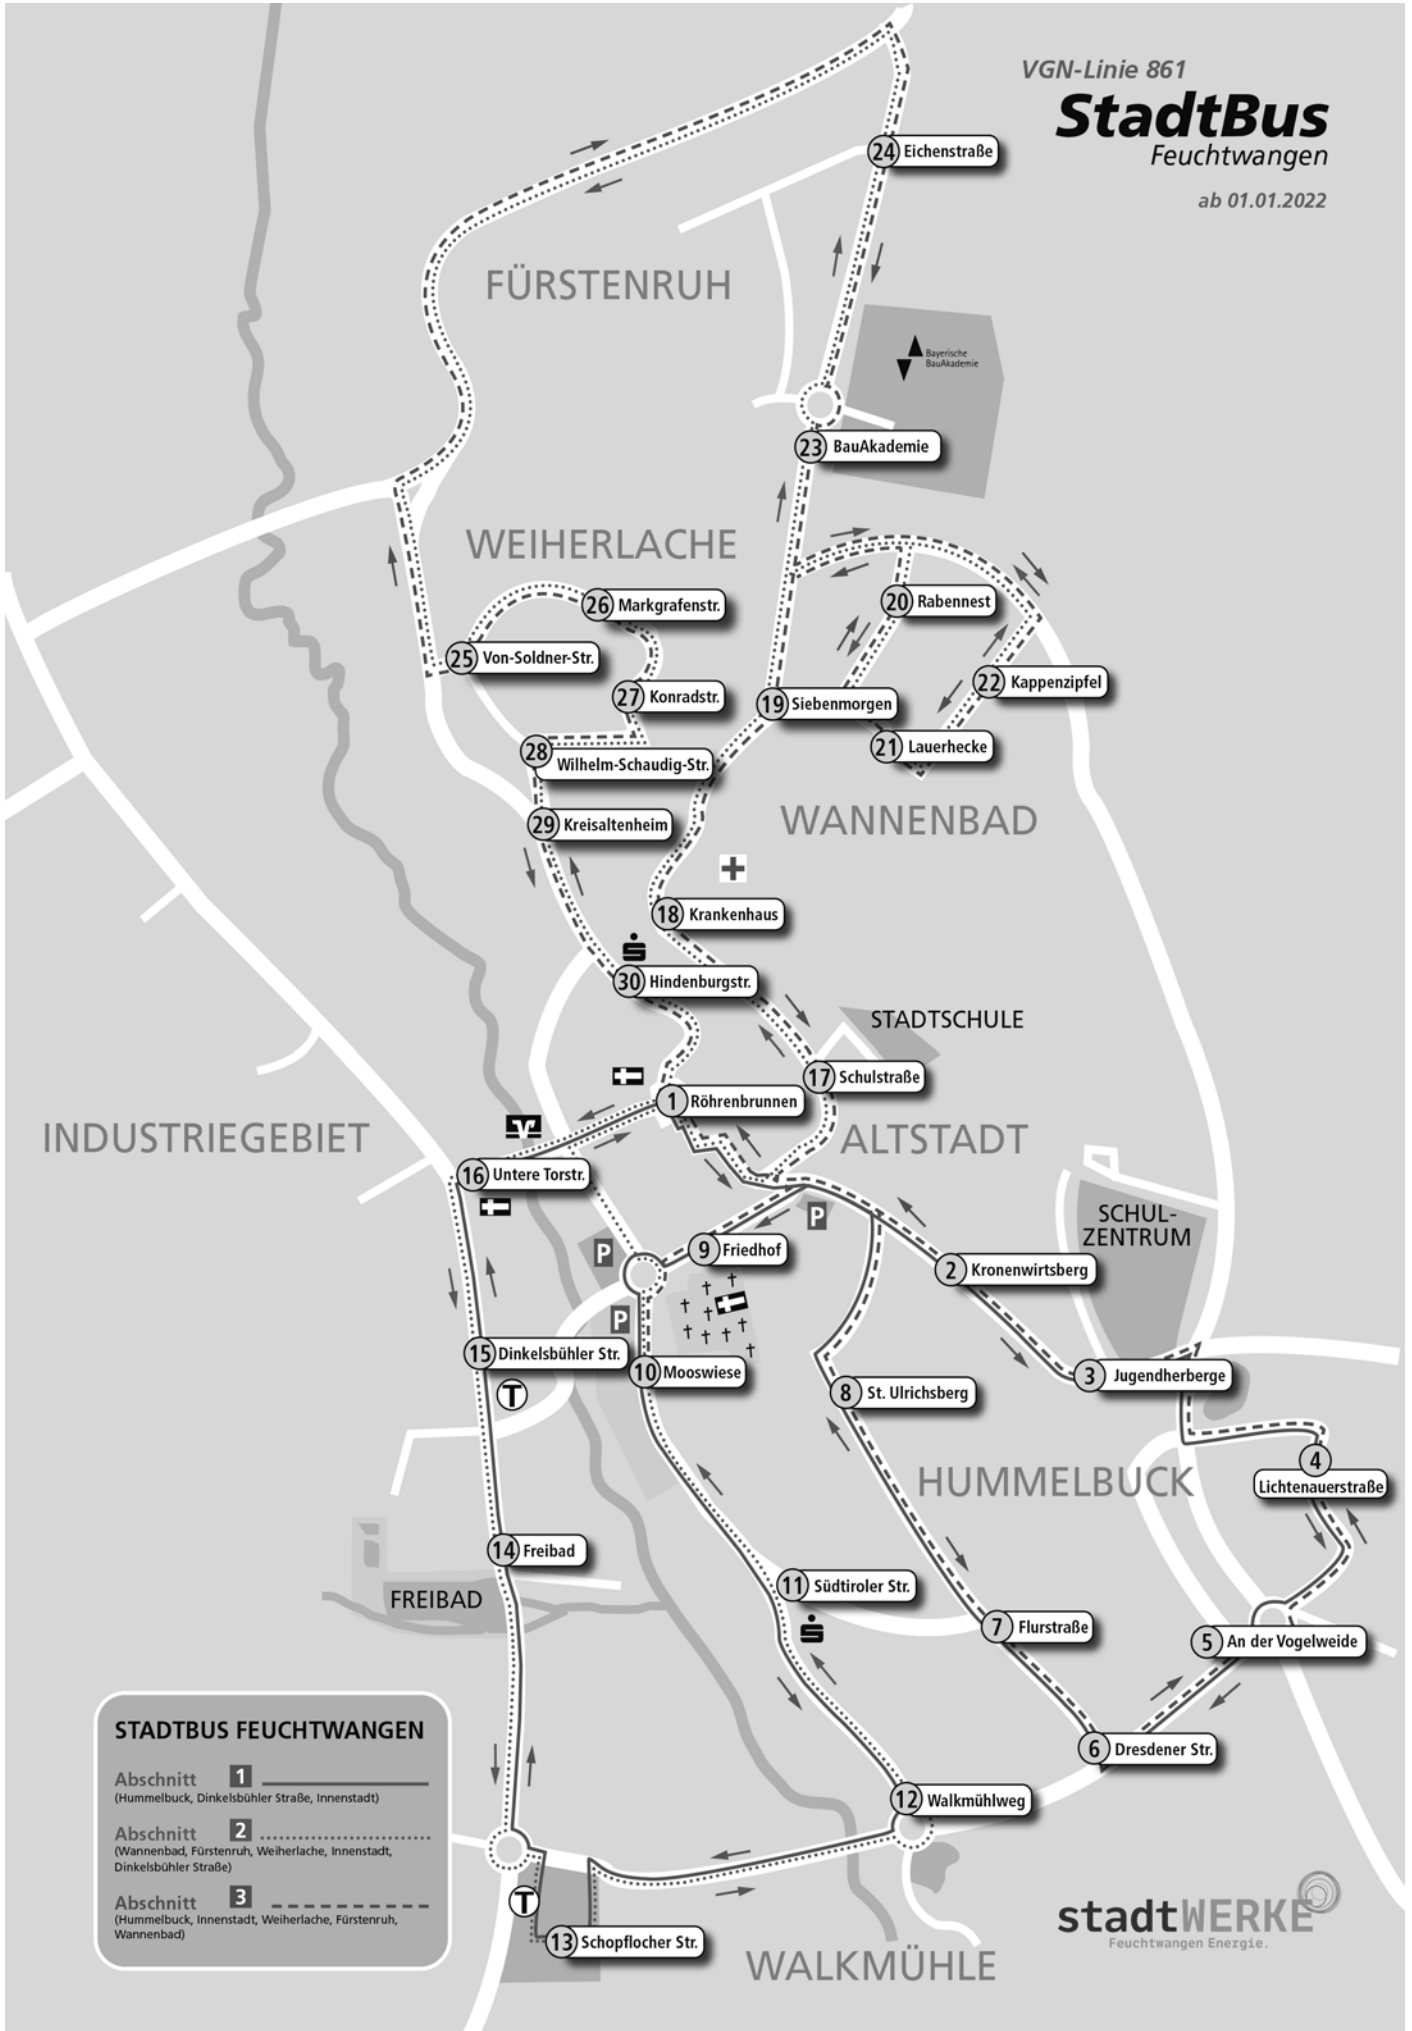 VGN-Linie 861
StadtBus
Feuchtwangen
ab 01.01.2022
24 Eichenstraße
FÜRSTENRUH
Bayerische
BauAkademie
23 BauAkademie
WEIHERLACHE
26 Markgrafenstr.
20 Rabennest
25 Von-Soldner-Str.
27 Konradstr.
22 Kappenzipfel
19 Siebenmorgen
21 Lauerhecke
28 Wilhelm-Schaudig-Str.
WANNENBAD
29 Kreisaltenheim
18 Krankenhaus
30 Hindenburgstr.
STADTSCHULE
17 Schulstraße
1 Röhrenbrunnen
INDUSTRIEGEBIET
ALTSTADT
16 Untere Torstr.
P
SCHUL-
ZENTRUM
P
9 Friedhof
2 Kronenwirtsberg
P
15 Dinkelsbühler Str.
10 Mooswiese
3 Jugendherberge
T
8 St. Ulrichsberg
HUMMELBUCK
4
Lichtenauerstraße
14 Freibad
FREIBAD
11 Südtiroler Str.
7 Flurstraße
5 An der Vogelweide
6 Dresdener Str.
12 Walkmühlweg
T
13 Schopflocher Str.
WALKMÜHLE
STADTBUS FEUCHTWANGEN
Abschnitt 1
(Hummelbuck, Dinkelsbühler Straße, Innenstadt)
Abschnitt 2
(Wannenbad, Fürstenruh, Weiherlache, Innenstadt,
Dinkelsbühler Straße)
Abschnitt 3
(Hummelbuck, Innenstadt, Weiherlache, Fürstenruh,
Wannenbad)
stadtWERKE
Feuchtwangen Energie.